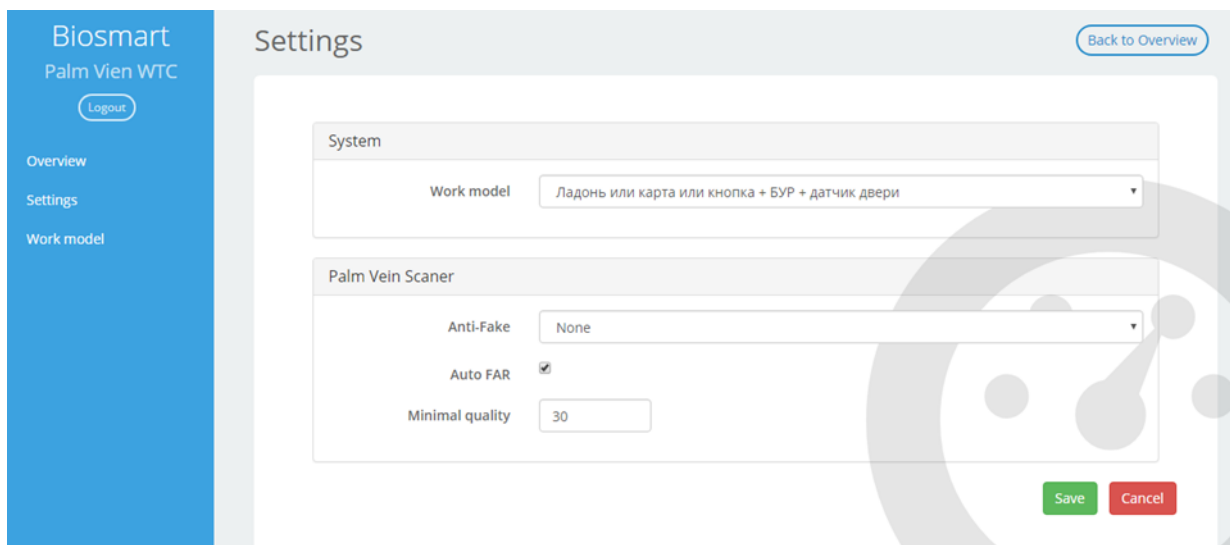 Biosmart
Palm Vien WTC
Logout
Overview
Settings
Work model
Settings
Back to Overview
System
Work model Ладонь или карта или кнопка + БУР + датчик двери
Palm Vein Scaner
Anti-Fake None
Auto FAR
Minimal quality 30
Save Cancel